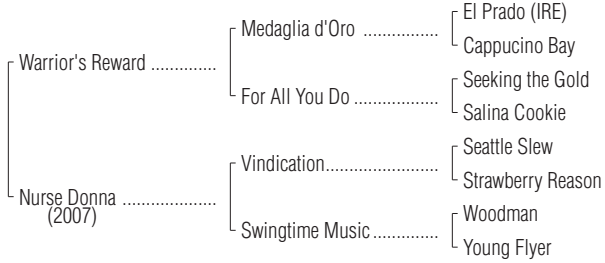 El Prado (IRE)
Medaglia d'Oro ................
Cappucino Bay
Warrior's Reward ..............
Seeking the Gold
For All You Do ..................
Salina Cookie
Seattle Slew
Vindication........................
Strawberry Reason
Nurse Donna ....................
(2007)
Woodman
Swingtime Music..............
Young Flyer